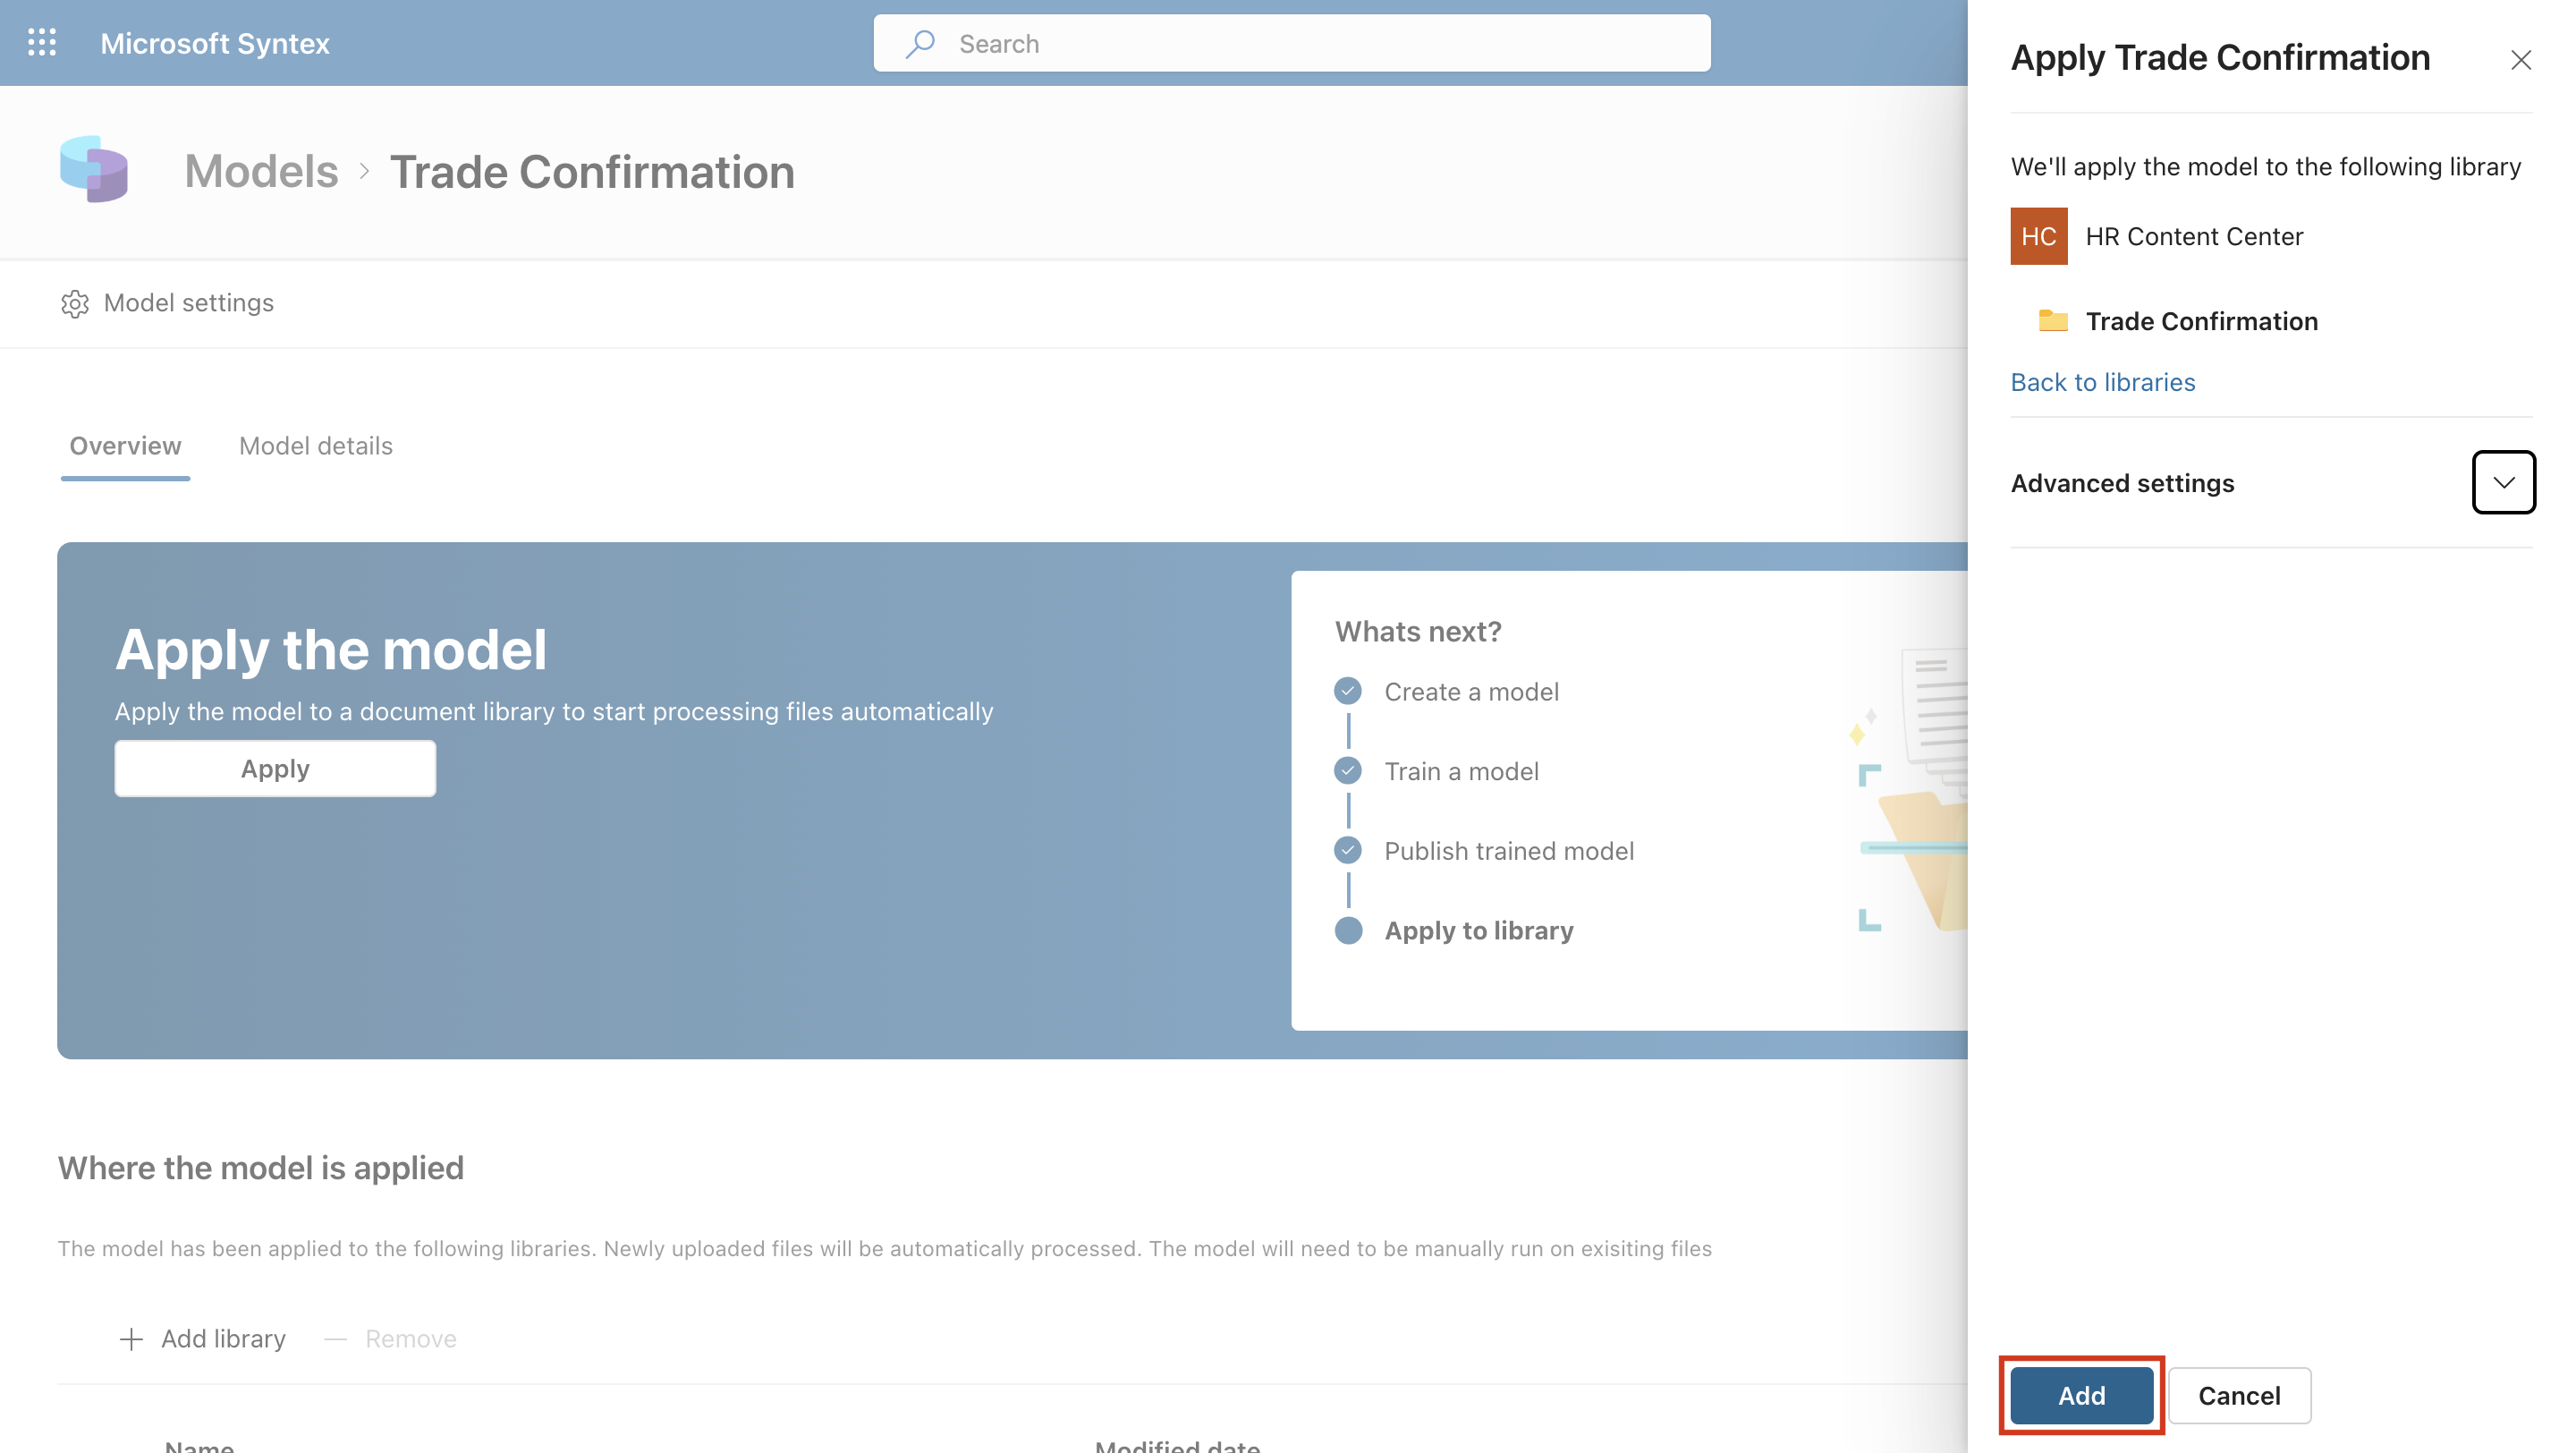 Microsoft Syntex
Search
Models > Trade Confirmation
Model settings
Overview
Model details
Apply the model
Apply the model to a document library to start processing files automatically
Apply
Whats next?
Create a model
Train a model
Publish trained model
Apply to library
Where the model is applied
The model has been applied to the following libraries. Newly uploaded files will be automatically processed. The model will need to be manually run on exisiting files
Add library
Remove
Name
Modified date
Apply Trade Confirmation
We'll apply the model to the following library
HC HR Content Center
Trade Confirmation
Back to libraries
Advanced settings
Add
Cancel